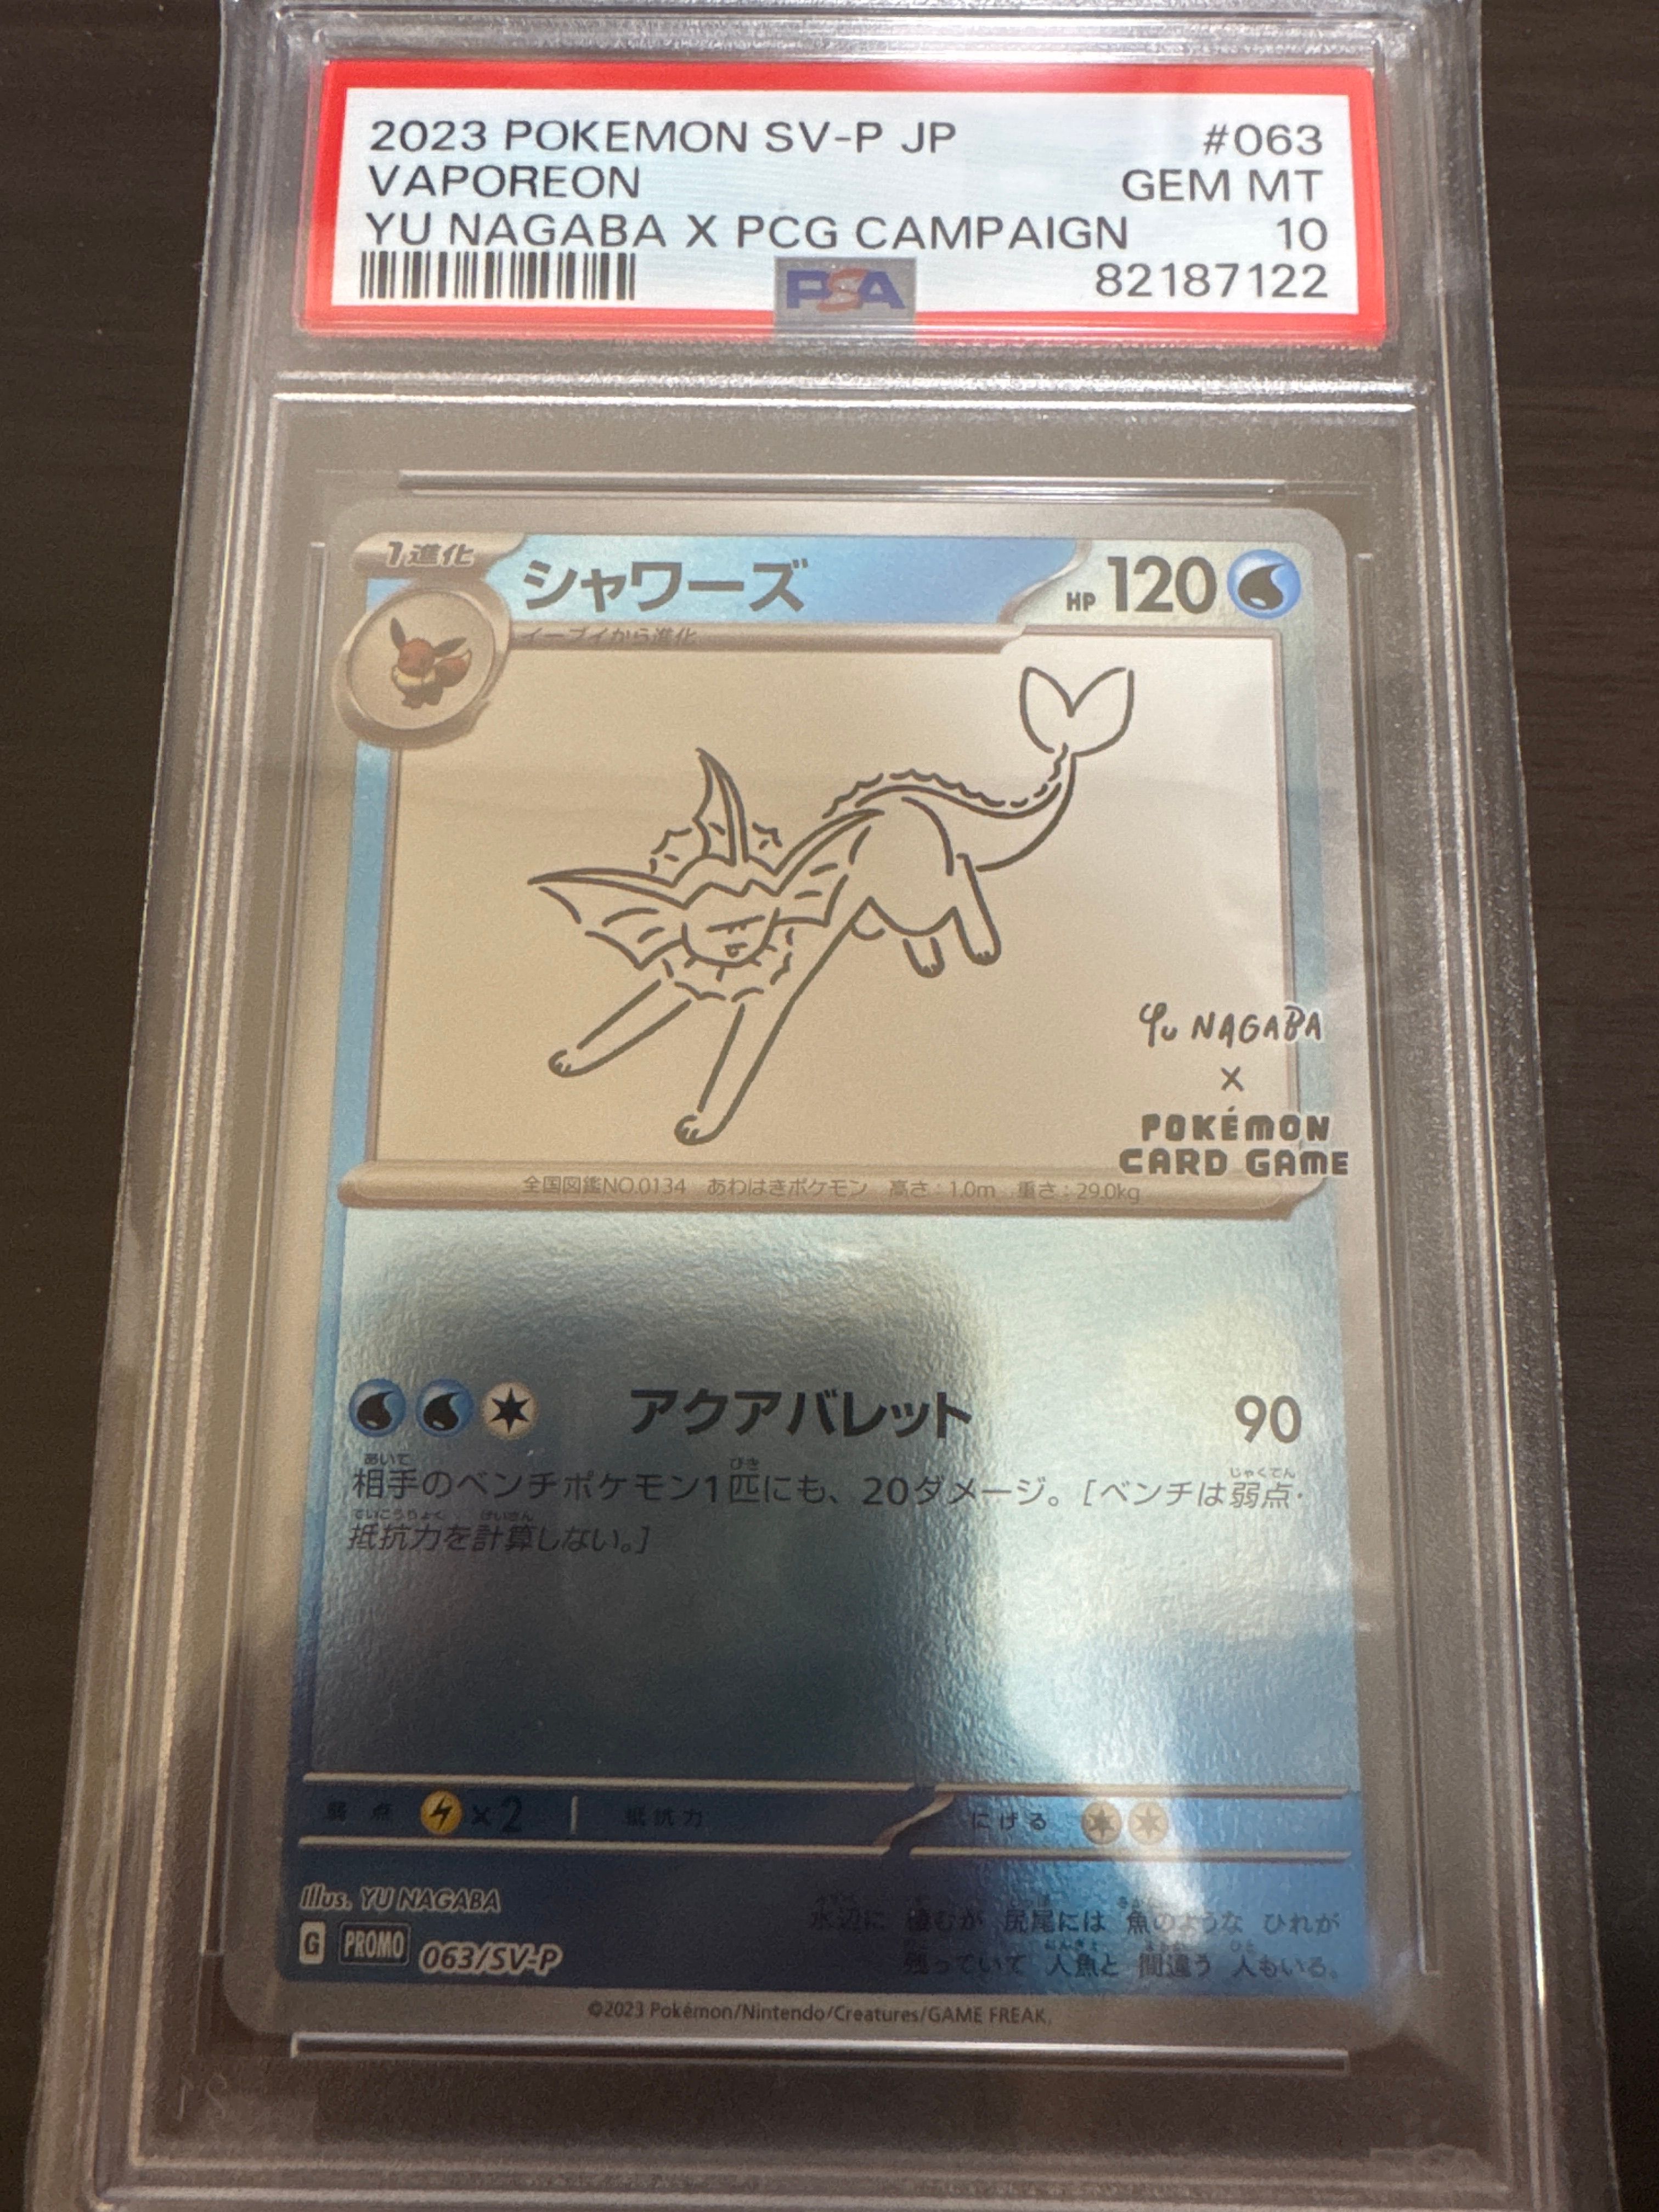 2023 POKEMON SV-P JP #063
VAPOREON GEM MT
YU NAGABA X PCG CAMPAIGN 10
PSA 82187122
1進化 シャワーズ HP 120
イーブイから進化
Yu NAGABA
×
POKÉMON
CARD GAME
全国図鑑NO.0134 あわはきポケモン 高さ:1.0m 重さ:29.0kg
アクアバレット 90
相手のベンチポケモン1匹にも、20ダメージ。[ベンチは弱点・
抵抗力を計算しない。]
弱点 ×2 抵抗力 にげる
Illus. YU NAGABA
水辺に 棲むが 尻尾には 魚のような ひれが
残っていて 人魚と 間違う 人もいる。
G PROMO 063/SV-P
©2023 Pokémon/Nintendo/Creatures/GAME FREAK.